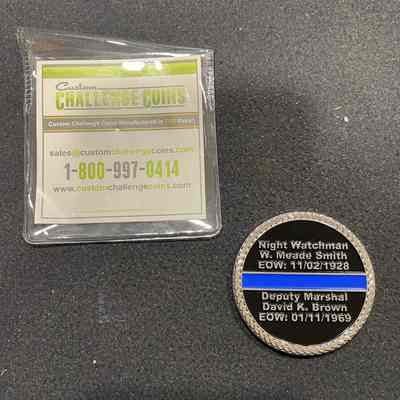 Custom
CHALLENGE COINS
sales@customchallengecoins.com
1-800-997-0414
www.customchallengecoins.com
Night Watchman
W. Meade Smith
EOW: 11/02/1928
Deputy Marshal
David K. Brown
EOW: 01/11/1969